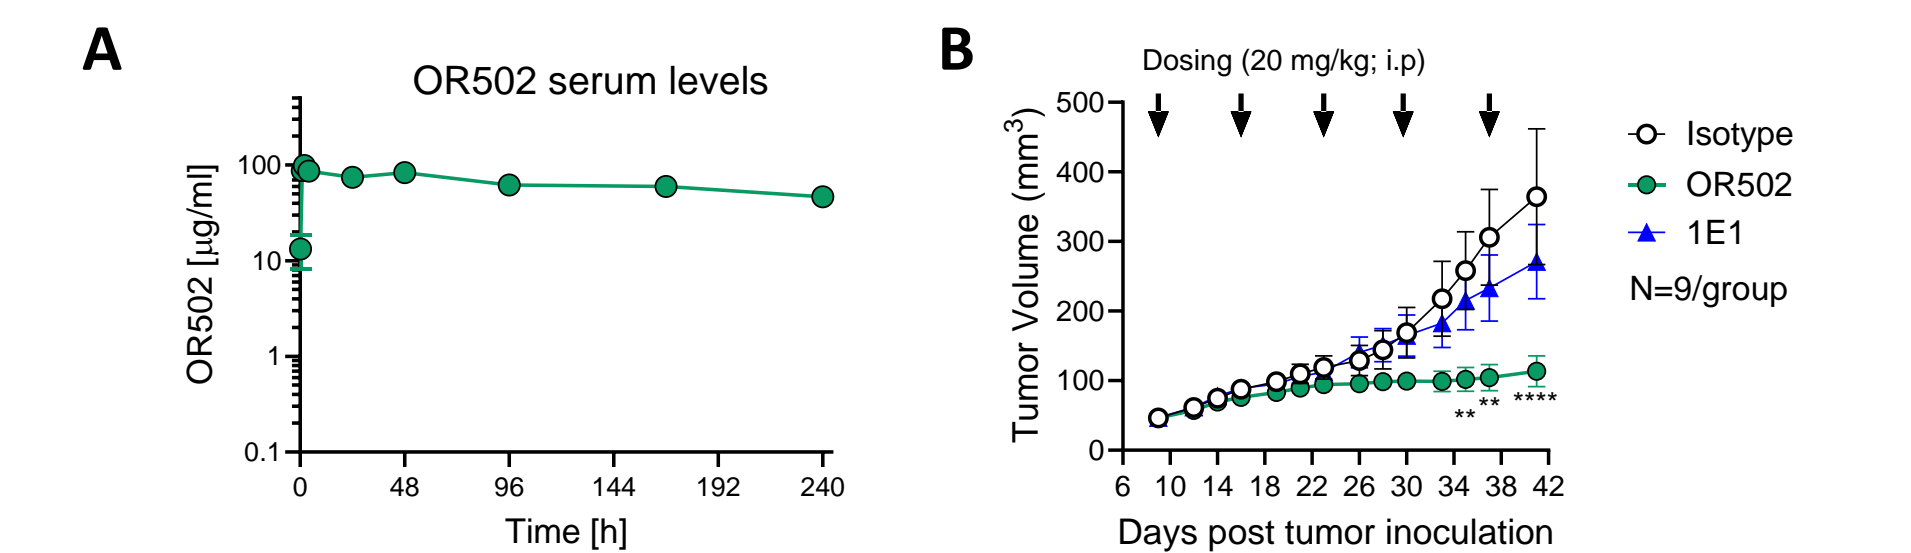 A
OR502 serum levels
OR502 [µg/ml]
100
10
1
0.1
0 48 96 144 192 240
Time [h]
B
Dosing (20 mg/kg; i.p)
Tumor Volume (mm³)
500
400
300
200
100
0
** ** ****
6 10 14 18 22 26 30 34 38 42
Days post tumor inoculation
Isotype
OR502
1E1
N=9/group